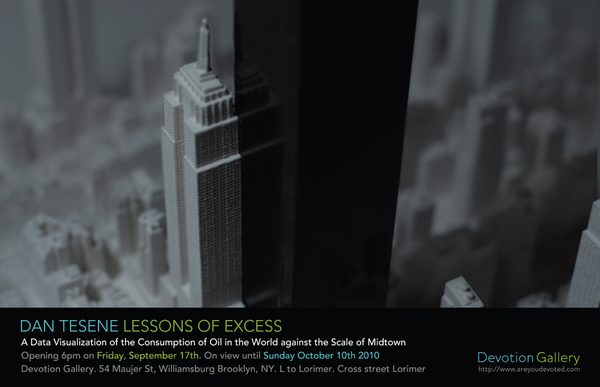 DAN TESENE LESSONS OF EXCESS
A Data Visualization of the Consumption of Oil in the World against the Scale of Midtown
Opening 6pm on Friday, September 17th. On view until Sunday October 10th 2010
Devotion Gallery. 54 Maujer St, Williamsburg Brooklyn, NY. L to Lorimer. Cross street Lorimer
Devotion Gallery
http://www.areyoudevoted.com